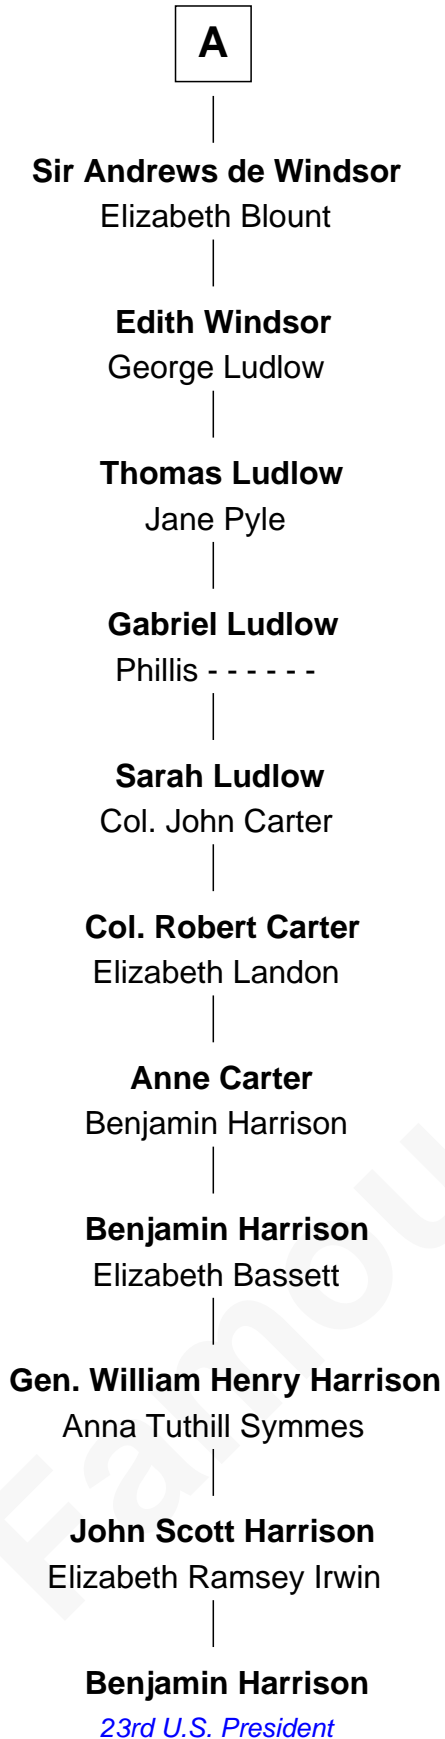 A
Sir Andrews de Windsor
Elizabeth Blount
Edith Windsor
George Ludlow
Thomas Ludlow
Jane Pyle
Gabriel Ludlow
Phillis - - - - - -
Sarah Ludlow
Col. John Carter
Col. Robert Carter
Elizabeth Landon
Anne Carter
Benjamin Harrison
Benjamin Harrison
Elizabeth Bassett
Gen. William Henry Harrison
Anna Tuthill Symmes
John Scott Harrison
Elizabeth Ramsey Irwin
Benjamin Harrison
23rd U.S. President
Famou